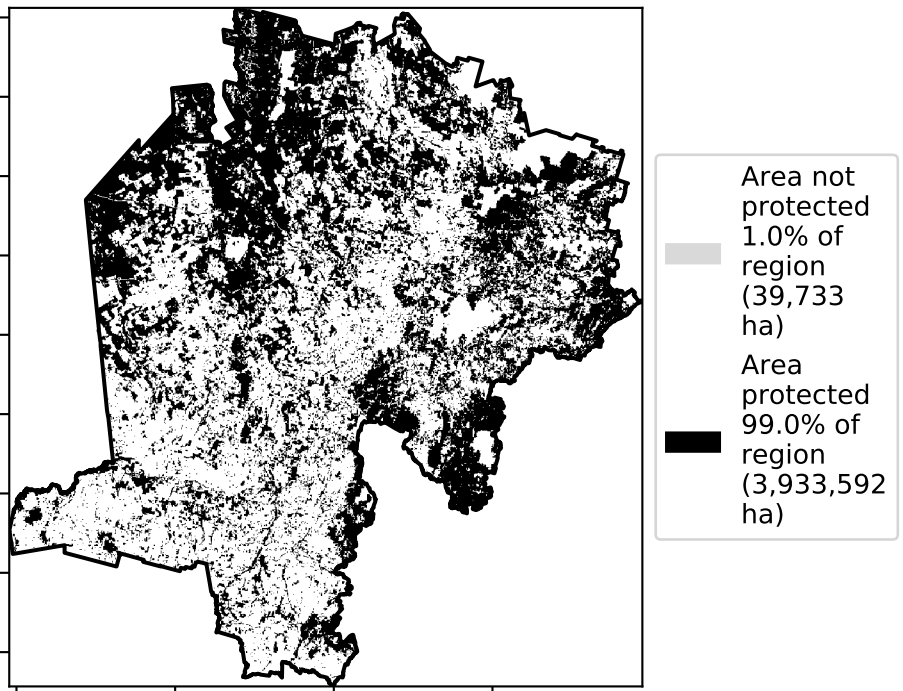 Area not
protected
1.0% of
region
(39,733
ha)
Area
protected
99.0% of
region
(3,933,592
ha)